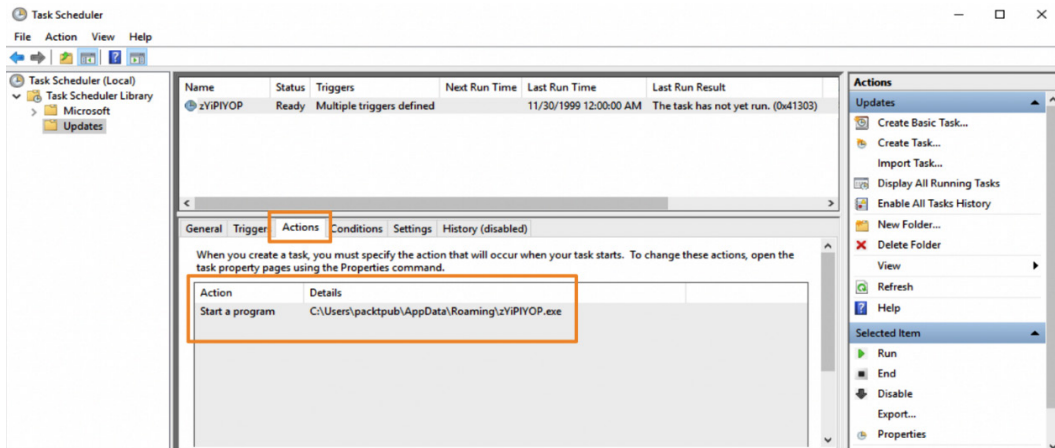 Task Scheduler
File Action View Help
Task Scheduler (Local)
Task Scheduler Library
Microsoft
Updates
Name Status Triggers Next Run Time Last Run Time Last Run Result
zYiPIYOP Ready Multiple triggers defined 11/30/1999 12:00:00 AM The task has not yet run. (0x41303)
General Trigger Actions Conditions Settings History (disabled)
When you create a task, you must specify the action that will occur when your task starts. To change these actions, open the
task property pages using the Properties command.
Action Details
Start a program C:\Users\packtpub\AppData\Roaming\zYiPIYOP.exe
Actions
Updates
Create Basic Task...
Create Task...
Import Task...
Display All Running Tasks
Enable All Tasks History
New Folder...
Delete Folder
View
Refresh
Help
Selected Item
Run
End
Disable
Export...
Properties